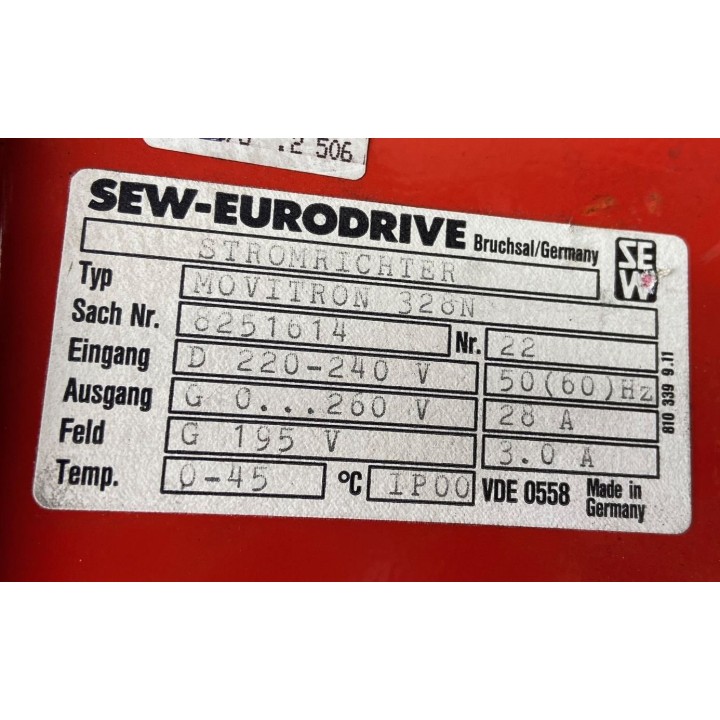 .2 506
SEW-EURODRIVE Bruchsal/Germany
SEW
STROMRICHTER
Typ MOVITRON 328N
Sach Nr. 8251614 Nr. 22
Eingang D 220-240 V 50(60)Hz
Ausgang G 0...260 V 28 A
Feld G 195 V 3.0 A
Temp. 0-45 °C IP00 VDE 0558 Made in
Germany
810 339 9.11